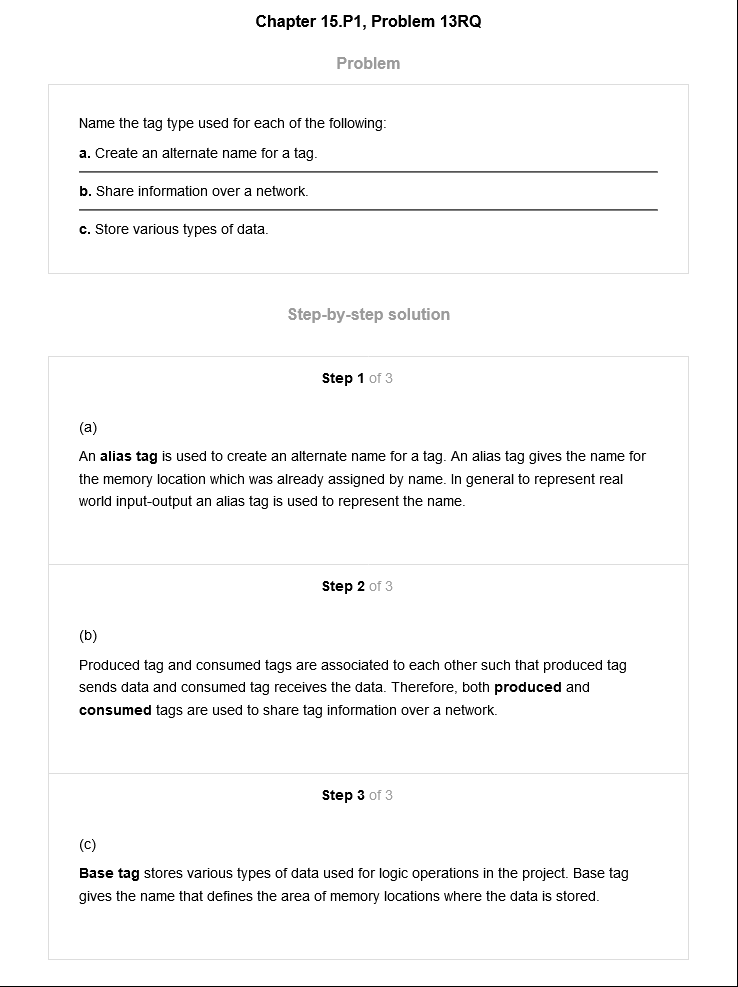 Chapter 15.P1, Problem 13RQ
Problem
Name the tag type used for each of the following:
a. Create an alternate name for a tag.
b. Share information over a network.
c. Store various types of data.
Step-by-step solution
Step 1 of 3
(a)
An alias tag is used to create an alternate name for a tag. An alias tag gives the name for
the memory location which was already assigned by name. In general to represent real
world input-output an alias tag is used to represent the name.
Step 2 of 3
(b)
Produced tag and consumed tags are associated to each other such that produced tag
sends data and consumed tag receives the data. Therefore, both produced and
consumed tags are used to share tag information over a network.
Step 3 of 3
(c)
Base tag stores various types of data used for logic operations in the project. Base tag
gives the name that defines the area of memory locations where the data is stored.